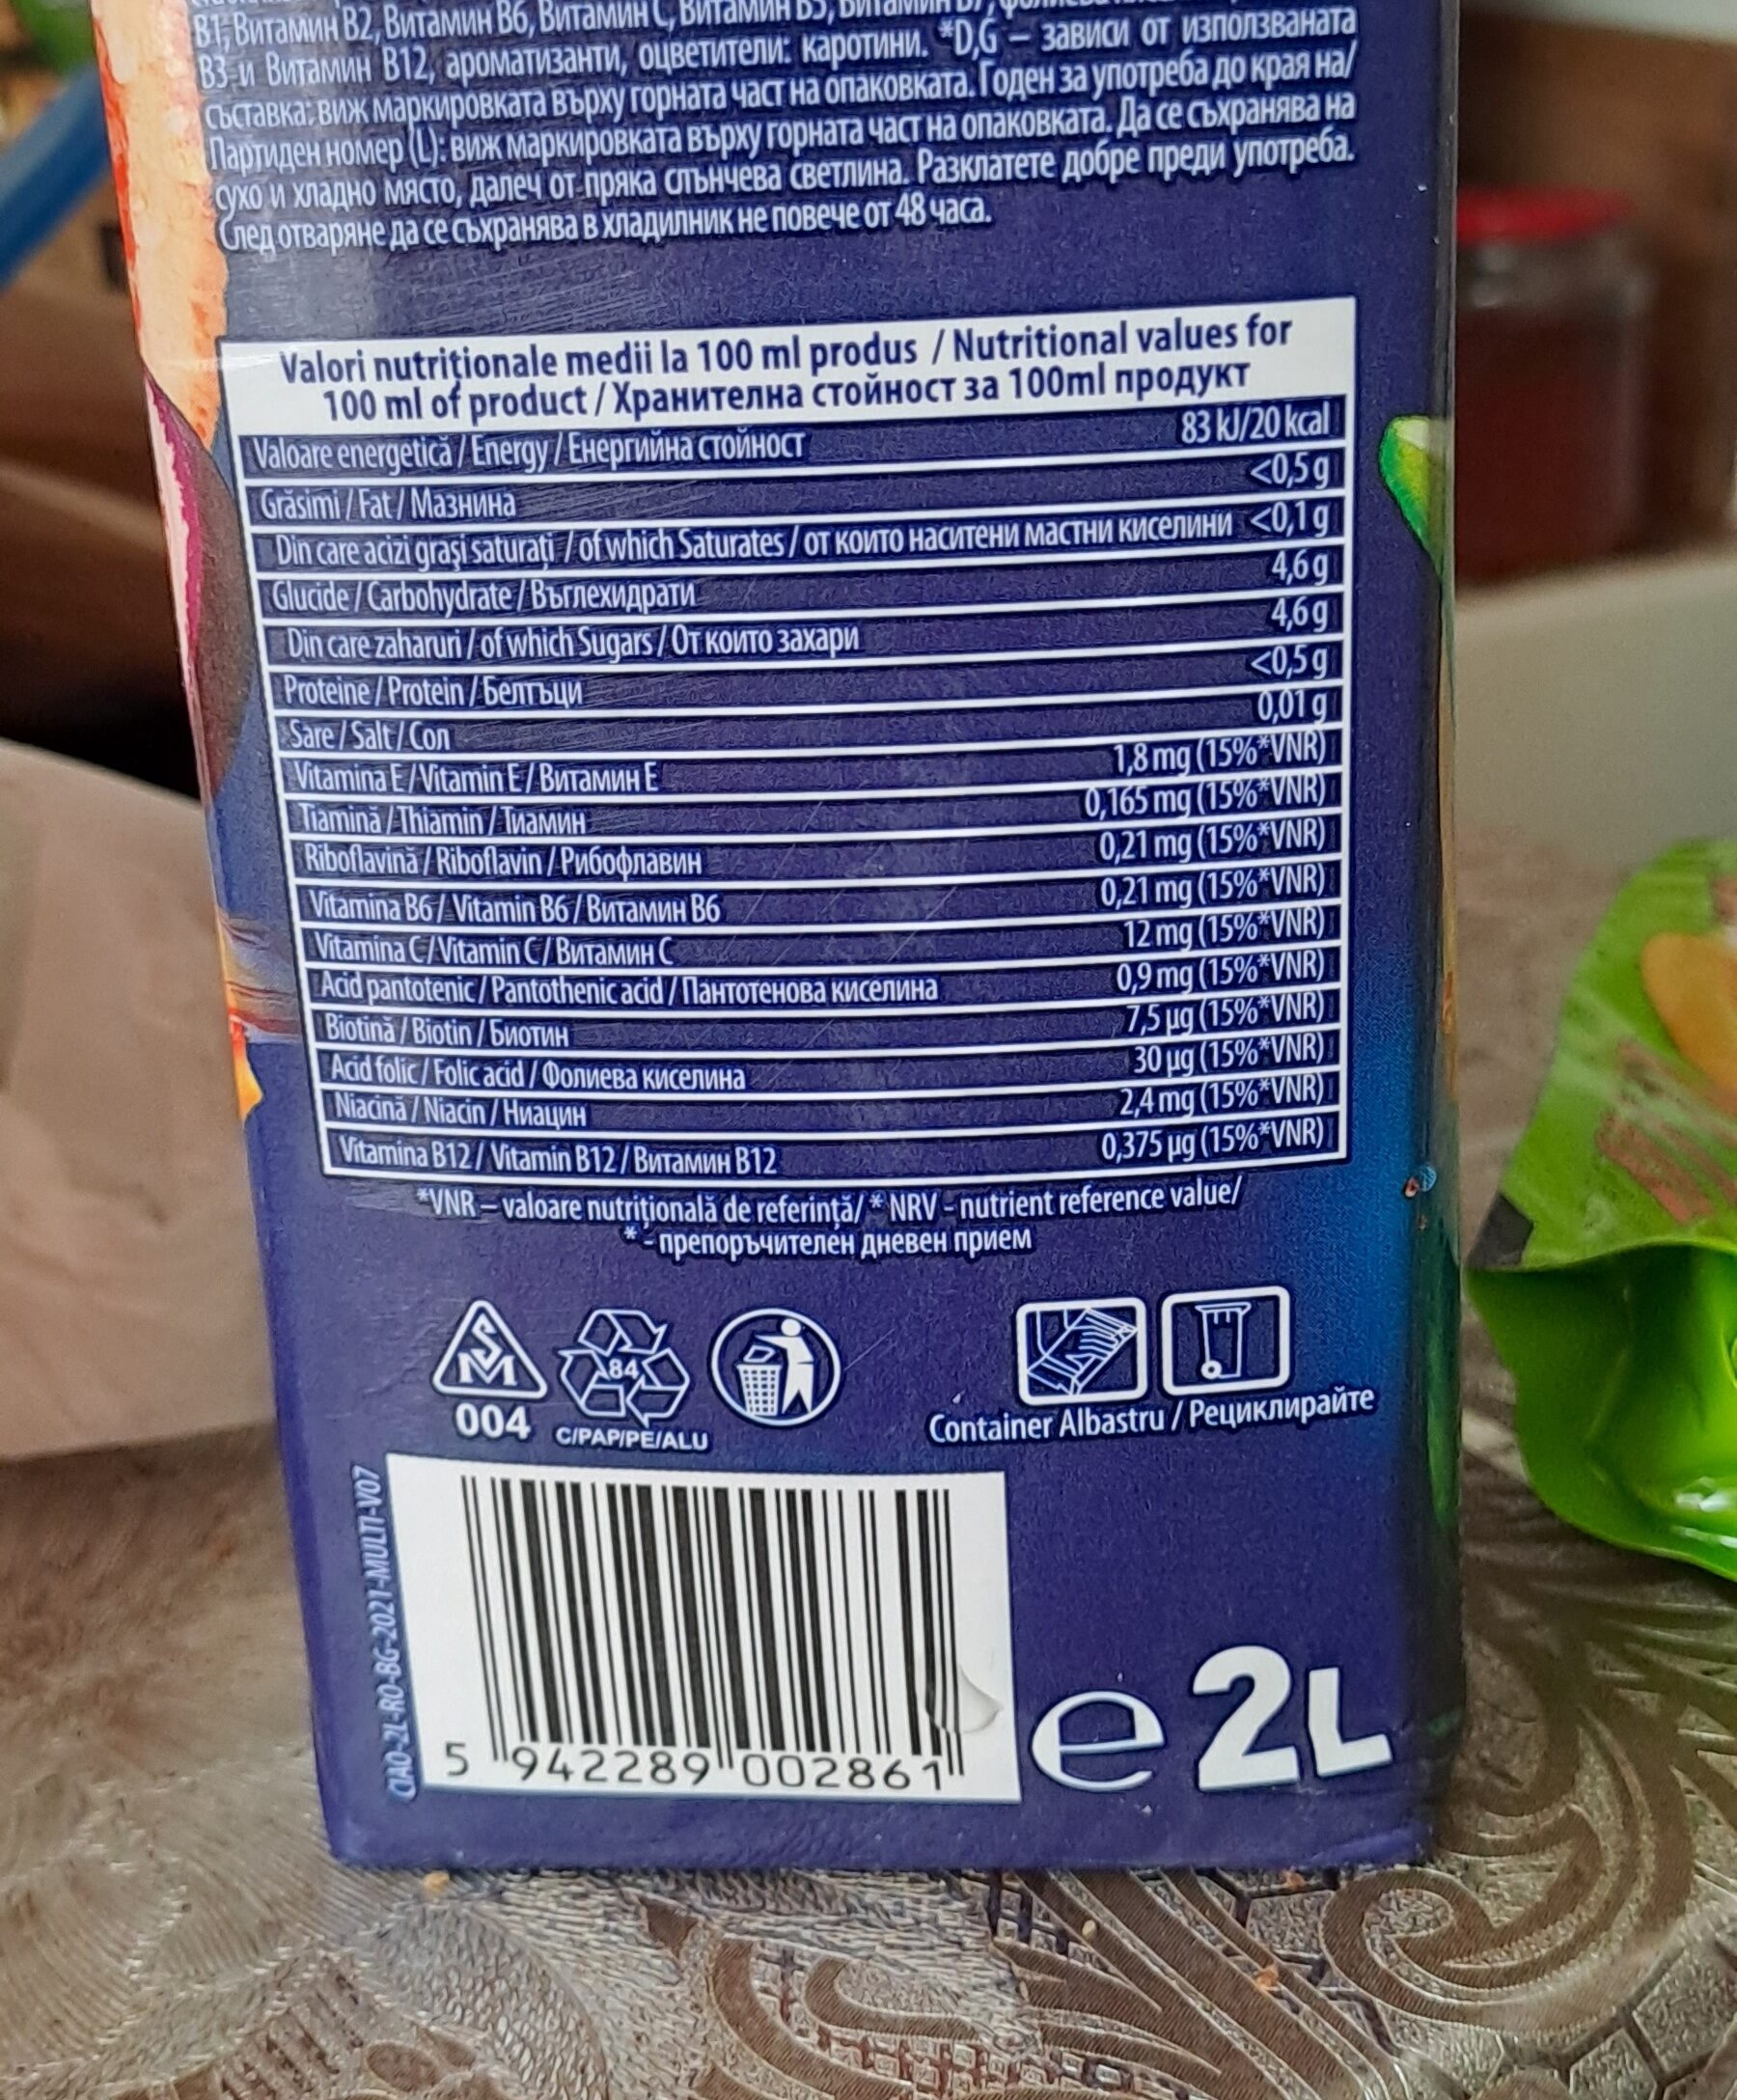 B1, Витамин B2, Витамин B6, Витамин C, Витамин B5, Витамин B7,
B3 и Витамин B12, ароматизанти, оцветители: каротини. *D,G – зависи от използваната
съставка: виж маркировката върху горната част на опаковката. Годен за употреба до края на/
Партиден номер (L): виж маркировката върху горната част на опаковката. Да се съхранява на
сухо и хладно място, далеч от пряка слънчева светлина. Разклатете добре преди употреба.
След отваряне да се съхранява в хладилник не повече от 48 часа.
Valori nutriționale medii la 100 ml produs / Nutritional values for
100 ml of product / Хранителна стойност за 100ml продукт
Valoare energetică / Energy / Енергийна стойност 83 kJ/20 kcal
Grăsimi / Fat / Мазнина <0,5 g
Din care acizi grași saturați / of which Saturates / от които наситени мастни киселини <0,1 g
Glucide / Carbohydrate / Въглехидрати 4,6 g
Din care zaharuri / of which Sugars / От които захари 4,6 g
Proteine / Protein / Белтъци <0,5 g
Sare / Salt / Сол 0,01 g
Vitamina E / Vitamin E / Витамин E 1,8 mg (15%*VNR)
Tiamină / Thiamin / Тиамин 0,165 mg (15%*VNR)
Riboflavină / Riboflavin / Рибофлавин 0,21 mg (15%*VNR)
Vitamina B6 / Vitamin B6 / Витамин B6 0,21 mg (15%*VNR)
Vitamina C / Vitamin C / Витамин C 12 mg (15%*VNR)
Acid pantotenic / Pantothenic acid / Пантотенова киселина 0,9 mg (15%*VNR)
Biotină / Biotin / Биотин 7,5 µg (15%*VNR)
Acid folic / Folic acid / Фолиева киселина 30 µg (15%*VNR)
Niacină / Niacin / Ниацин 2,4 mg (15%*VNR)
Vitamina B12 / Vitamin B12 / Витамин B12 0,375 µg (15%*VNR)
*VNR – valoare nutrițională de referință/ * NRV - nutrient reference value/
* - препоръчителен дневен прием
SM
004
84
C/PAP/PE/ALU
Container Albastru / Рециклирайте
CIAO-2L-RO-BG-2021-MULTI-V07
5 942289 002861
e 2L